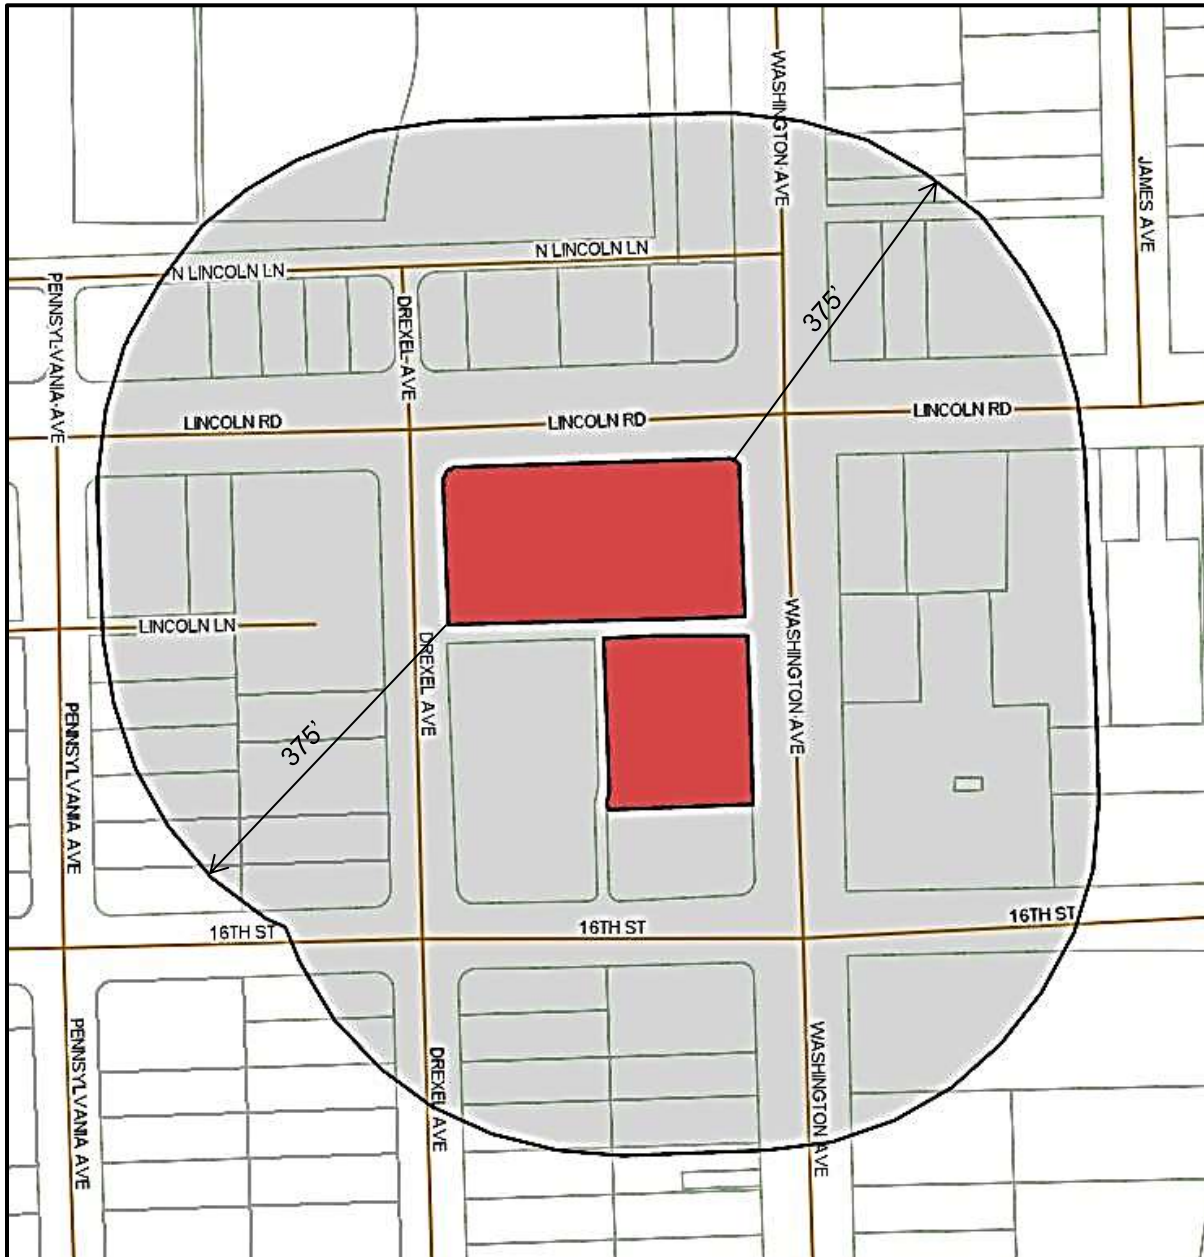 WASHINGTON AVE
JAMES AVE
N LINCOLN LN
N LINCOLN LN
PENNSYLVANIA AVE
DREXEL AVE
375'
LINCOLN RD
LINCOLN RD
LINCOLN RD
LINCOLN LN
DREXEL AVE
WASHINGTON AVE
375'
PENNSYLVANIA AVE
16TH ST
16TH ST
16TH ST
PENNSYLVANIA AVE
DREXEL AVE
WASHINGTON AVE